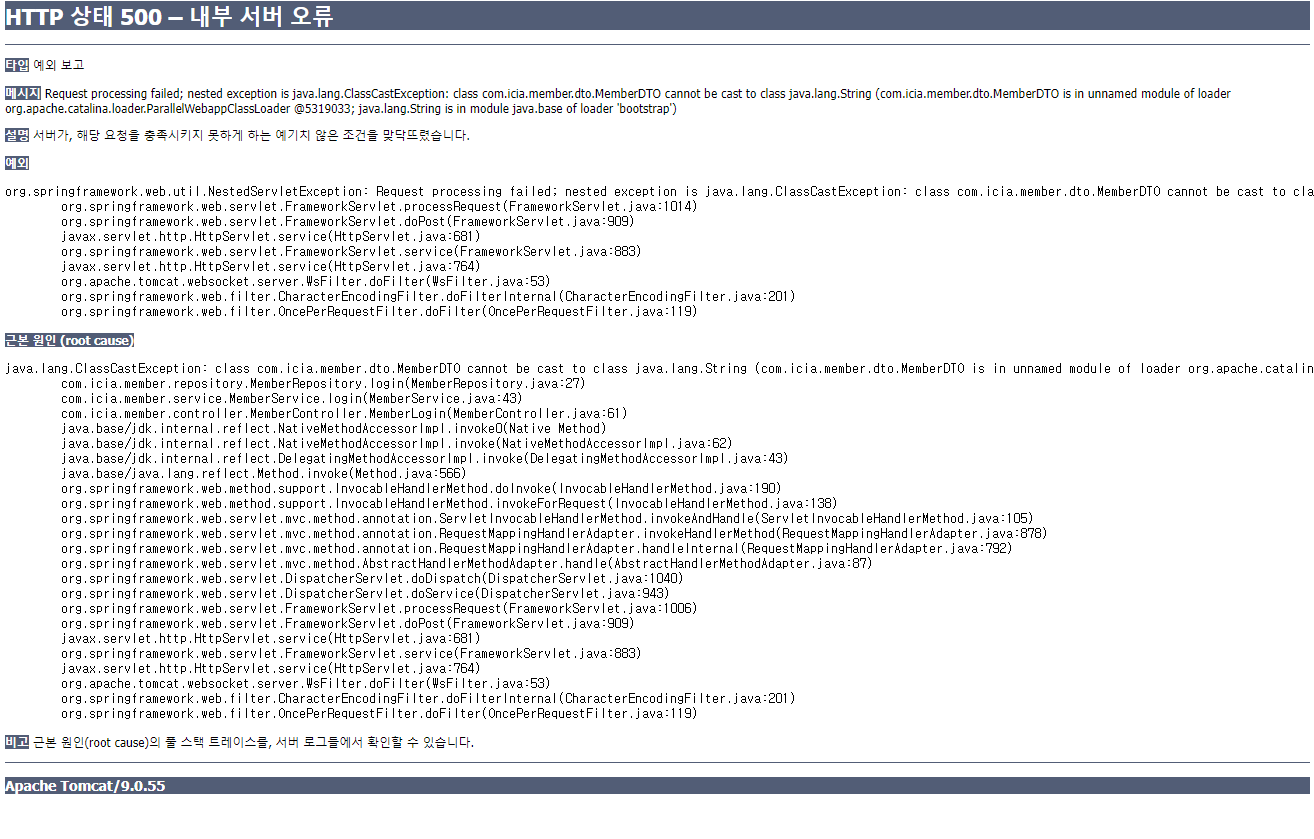 HTTP 상태 500 – 내부 서버 오류
타입 예외 보고
메시지 Request processing failed; nested exception is java.lang.ClassCastException: class com.icia.member.dto.MemberDTO cannot be cast to class java.lang.String (com.icia.member.dto.MemberDTO is in unnamed module of loader
org.apache.catalina.loader.ParallelWebappClassLoader @5319033; java.lang.String is in module java.base of loader 'bootstrap')
설명 서버가, 해당 요청을 충족시키지 못하게 하는 예기치 않은 조건을 맞닥뜨렸습니다.
예외
org.springframework.web.util.NestedServletException: Request processing failed; nested exception is java.lang.ClassCastException: class com.icia.member.dto.MemberDTO cannot be cast to cla
org.springframework.web.servlet.FrameworkServlet.processRequest(FrameworkServlet.java:1014)
org.springframework.web.servlet.FrameworkServlet.doPost(FrameworkServlet.java:909)
javax.servlet.http.HttpServlet.service(HttpServlet.java:681)
org.springframework.web.servlet.FrameworkServlet.service(FrameworkServlet.java:883)
javax.servlet.http.HttpServlet.service(HttpServlet.java:764)
org.apache.tomcat.websocket.server.WsFilter.doFilter(WsFilter.java:53)
org.springframework.web.filter.CharacterEncodingFilter.doFilterInternal(CharacterEncodingFilter.java:201)
org.springframework.web.filter.OncePerRequestFilter.doFilter(OncePerRequestFilter.java:119)
근본 원인 (root cause)
java.lang.ClassCastException: class com.icia.member.dto.MemberDTO cannot be cast to class java.lang.String (com.icia.member.dto.MemberDTO is in unnamed module of loader org.apache.catalin
com.icia.member.repository.MemberRepository.login(MemberRepository.java:27)
com.icia.member.service.MemberService.login(MemberService.java:43)
com.icia.member.controller.MemberController.MemberLogin(MemberController.java:61)
java.base/jdk.internal.reflect.NativeMethodAccessorImpl.invoke0(Native Method)
java.base/jdk.internal.reflect.NativeMethodAccessorImpl.invoke(NativeMethodAccessorImpl.java:62)
java.base/jdk.internal.reflect.DelegatingMethodAccessorImpl.invoke(DelegatingMethodAccessorImpl.java:43)
java.base/java.lang.reflect.Method.invoke(Method.java:566)
org.springframework.web.method.support.InvocableHandlerMethod.doInvoke(InvocableHandlerMethod.java:190)
org.springframework.web.method.support.InvocableHandlerMethod.invokeForRequest(InvocableHandlerMethod.java:138)
org.springframework.web.servlet.mvc.method.annotation.ServletInvocableHandlerMethod.invokeAndHandle(ServletInvocableHandlerMethod.java:105)
org.springframework.web.servlet.mvc.method.annotation.RequestMappingHandlerAdapter.invokeHandlerMethod(RequestMappingHandlerAdapter.java:878)
org.springframework.web.servlet.mvc.method.annotation.RequestMappingHandlerAdapter.handleInternal(RequestMappingHandlerAdapter.java:792)
org.springframework.web.servlet.mvc.method.AbstractHandlerMethodAdapter.handle(AbstractHandlerMethodAdapter.java:87)
org.springframework.web.servlet.DispatcherServlet.doDispatch(DispatcherServlet.java:1040)
org.springframework.web.servlet.DispatcherServlet.doService(DispatcherServlet.java:943)
org.springframework.web.servlet.FrameworkServlet.processRequest(FrameworkServlet.java:1006)
org.springframework.web.servlet.FrameworkServlet.doPost(FrameworkServlet.java:909)
javax.servlet.http.HttpServlet.service(HttpServlet.java:681)
org.springframework.web.servlet.FrameworkServlet.service(FrameworkServlet.java:883)
javax.servlet.http.HttpServlet.service(HttpServlet.java:764)
org.apache.tomcat.websocket.server.WsFilter.doFilter(WsFilter.java:53)
org.springframework.web.filter.CharacterEncodingFilter.doFilterInternal(CharacterEncodingFilter.java:201)
org.springframework.web.filter.OncePerRequestFilter.doFilter(OncePerRequestFilter.java:119)
비고 근본 원인(root cause)의 풀 스택 트레이스를, 서버 로그들에서 확인할 수 있습니다.
Apache Tomcat/9.0.55